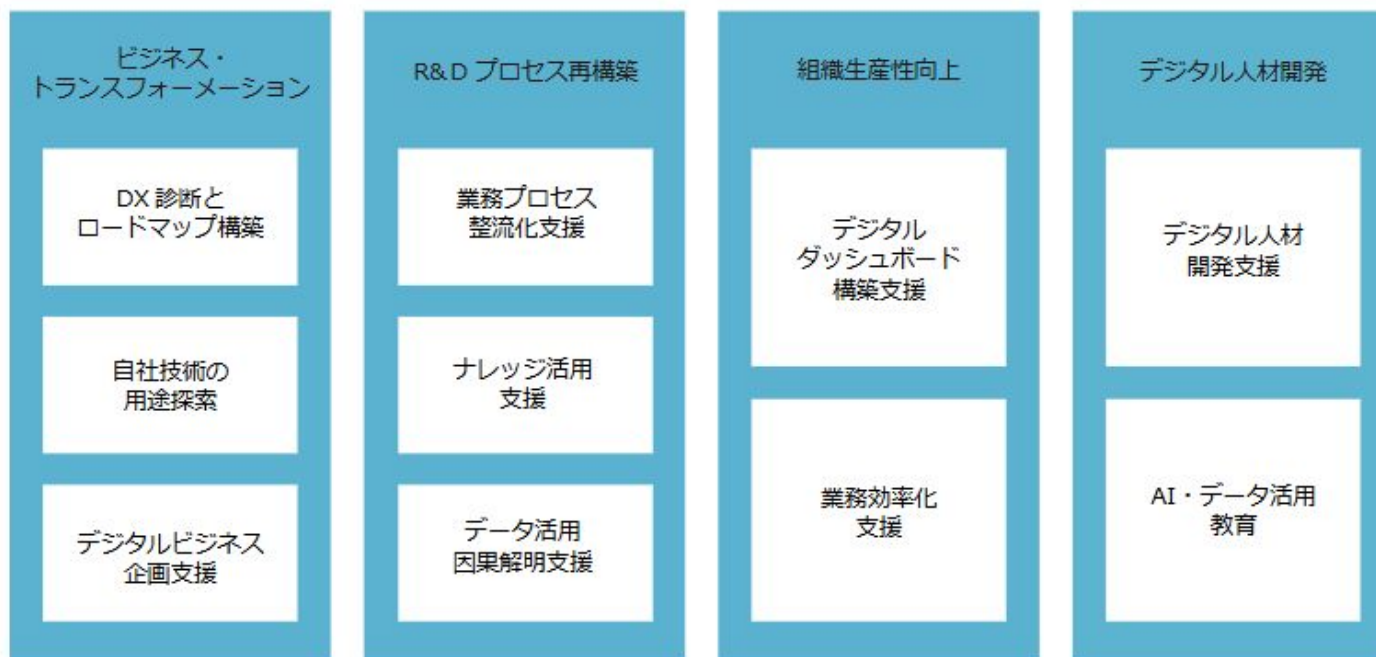 ビジネス・
トランスフォーメーション
DX 診断と
ロードマップ構築
自社技術の
用途探索
デジタルビジネス
企画支援
R&D プロセス再構築
業務プロセス
整流化支援
ナレッジ活用
支援
データ活用
因果解明支援
組織生産性向上
デジタル
ダッシュボード
構築支援
業務効率化
支援
デジタル人材開発
デジタル人材
開発支援
AI・データ活用
教育